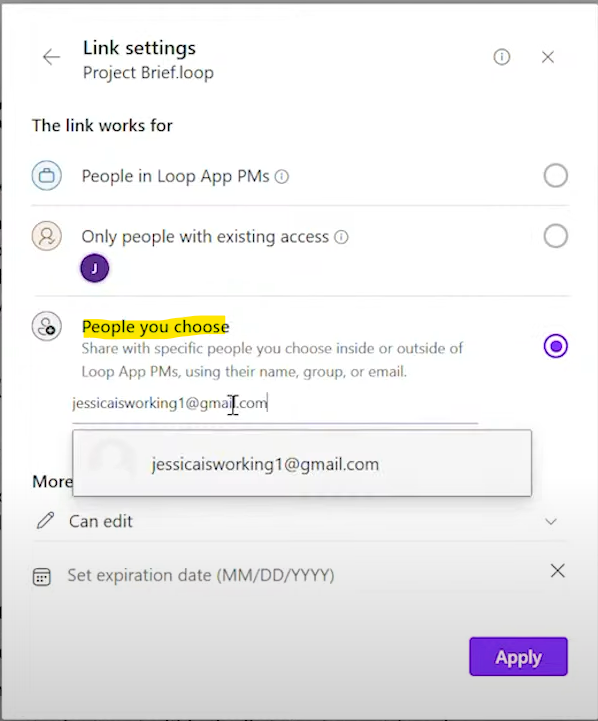 Link settings
Project Brief.loop
The link works for
People in Loop App PMs
Only people with existing access
J
People you choose
Share with specific people you choose inside or outside of
Loop App PMs, using their name, group, or email.
jessicaisworking1@gmail.com
jessicaisworking1@gmail.com
More
Can edit
Set expiration date (MM/DD/YYYY)
Apply